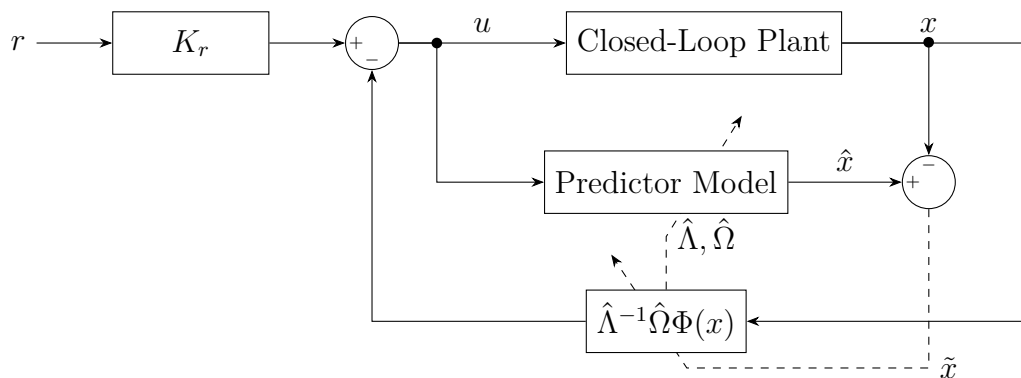 r
K_r
+
−
u
Closed-Loop Plant
x
Predictor Model
x̂
−
+
Λ̂, Ω̂
Λ̂⁻¹Ω̂Φ(x)
x̃